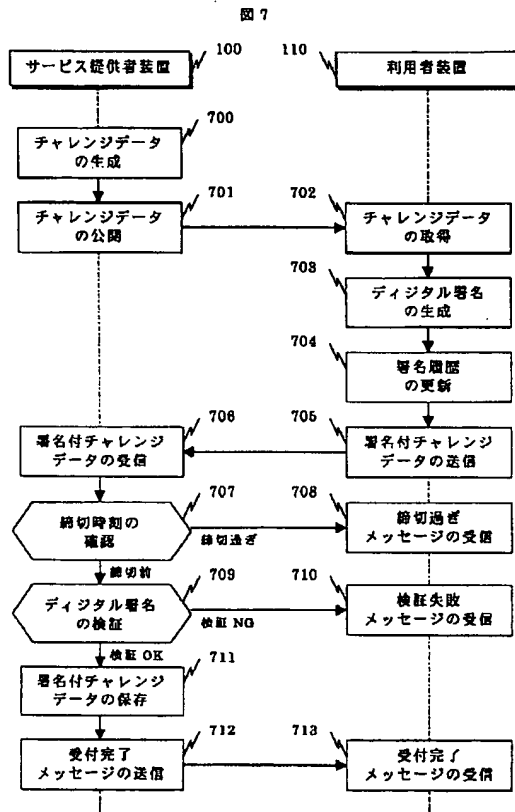 図 7
サービス提供者装置
100
110
利用者装置
700
チャレンジデータ
の生成
701
チャレンジデータ
の公開
702
チャレンジデータ
の取得
703
ディジタル署名
の生成
704
署名履歴
の更新
706
署名付チャレンジ
データの受信
705
署名付チャレンジ
データの送信
707
締切時刻の
確認
締切過ぎ
708
締切過ぎ
メッセージの受信
締切前
709
ディジタル署名
の検証
検証 NG
710
検証失敗
メッセージの受信
検証 OK
711
署名付チャレンジ
データの保存
712
受付完了
メッセージの送信
713
受付完了
メッセージの受信